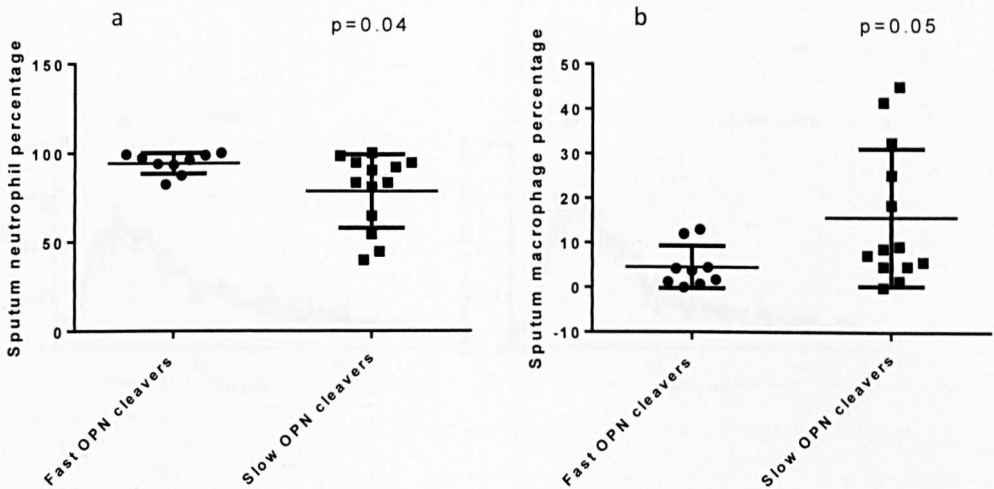 a
p=0.04
Sputum neutrophil percentage
150
100
50
0
Fast OPN cleavers
Slow OPN cleavers
b
p=0.05
Sputum macrophage percentage
50
40
30
20
10
0
-10
Fast OPN cleavers
Slow OPN cleavers